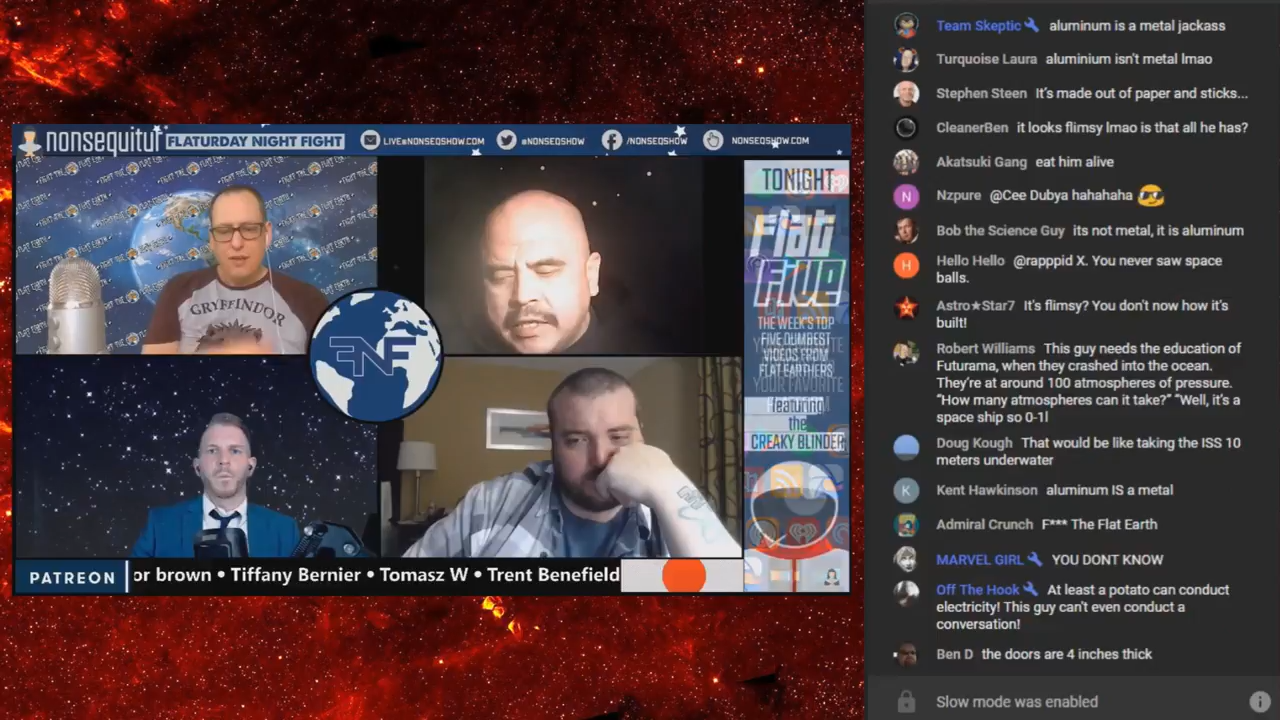 nonsequitur
FLATURDAY NIGHT FIGHT
LIVE@NONSEQSHOW.COM
@NONSEQSHOW
/NONSEQSHOW
NONSEQSHOW.COM
FIGHT THE FLAT EARTH
GRYFFINDOR
FNF
TONIGHT
Flat
Five
THE WEEK'S TOP
FIVE DUMBEST
VIDEOS FROM
FLAT EARTHERS
featuring
the
CREAKY BLINDER
PATREON
or brown • Tiffany Bernier • Tomasz W • Trent Benefield
Team Skeptic aluminum is a metal jackass
Turquoise Laura aluminium isn't metal lmao
Stephen Steen It's made out of paper and sticks...
CleanerBen it looks flimsy lmao is that all he has?
Akatsuki Gang eat him alive
N
Nzpure @Cee Dubya hahahaha
Bob the Science Guy its not metal, it is aluminum
H
Hello Hello @rapppid X. You never saw space
balls.
Astro★Star7 It's flimsy? You don't now how it's
built!
Robert Williams This guy needs the education of
Futurama, when they crashed into the ocean.
They're at around 100 atmospheres of pressure.
“How many atmospheres can it take?” “Well, it's a
space ship so 0-1!
Doug Kough That would be like taking the ISS 10
meters underwater
K
Kent Hawkinson aluminum IS a metal
Admiral Crunch F*** The Flat Earth
MARVEL GIRL YOU DONT KNOW
Off The Hook At least a potato can conduct
electricity! This guy can't even conduct a
conversation!
Ben D the doors are 4 inches thick
Slow mode was enabled